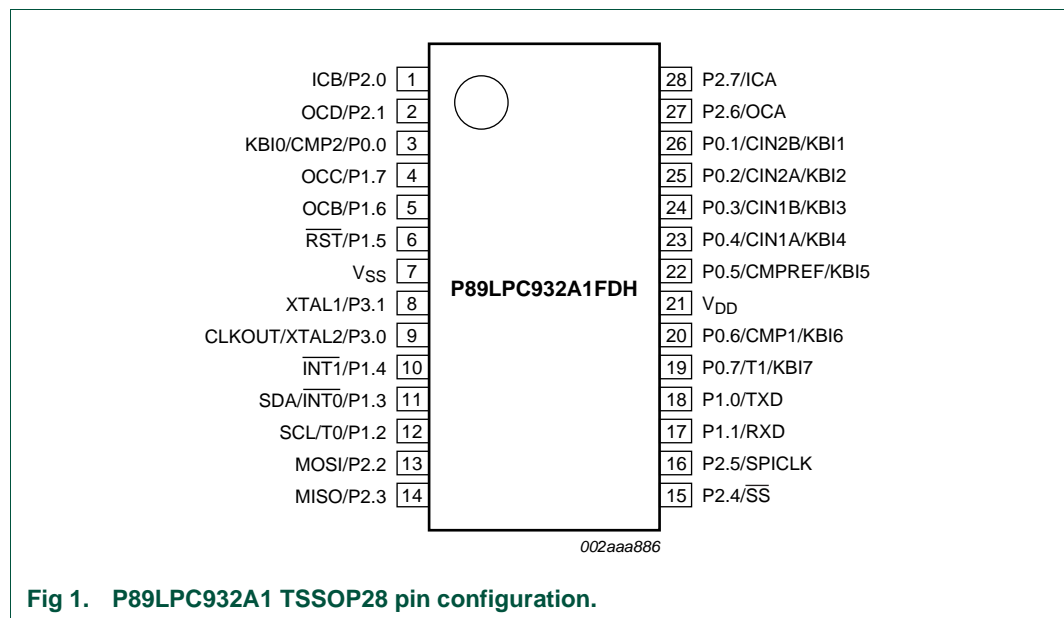 ICB/P2.0 1 28 P2.7/ICA
OCD/P2.1 2 27 P2.6/OCA
KBI0/CMP2/P0.0 3 26 P0.1/CIN2B/KBI1
OCC/P1.7 4 25 P0.2/CIN2A/KBI2
OCB/P1.6 5 24 P0.3/CIN1B/KBI3
R̅S̅T̅/P1.5 6 23 P0.4/CIN1A/KBI4
VSS 7 22 P0.5/CMPREF/KBI5
P89LPC932A1FDH
XTAL1/P3.1 8 21 VDD
CLKOUT/XTAL2/P3.0 9 20 P0.6/CMP1/KBI6
I̅N̅T̅1̅/P1.4 10 19 P0.7/T1/KBI7
SDA/I̅N̅T̅0̅/P1.3 11 18 P1.0/TXD
SCL/T0/P1.2 12 17 P1.1/RXD
MOSI/P2.2 13 16 P2.5/SPICLK
MISO/P2.3 14 15 P2.4/S̅S̅
002aaa886
Fig 1. P89LPC932A1 TSSOP28 pin configuration.